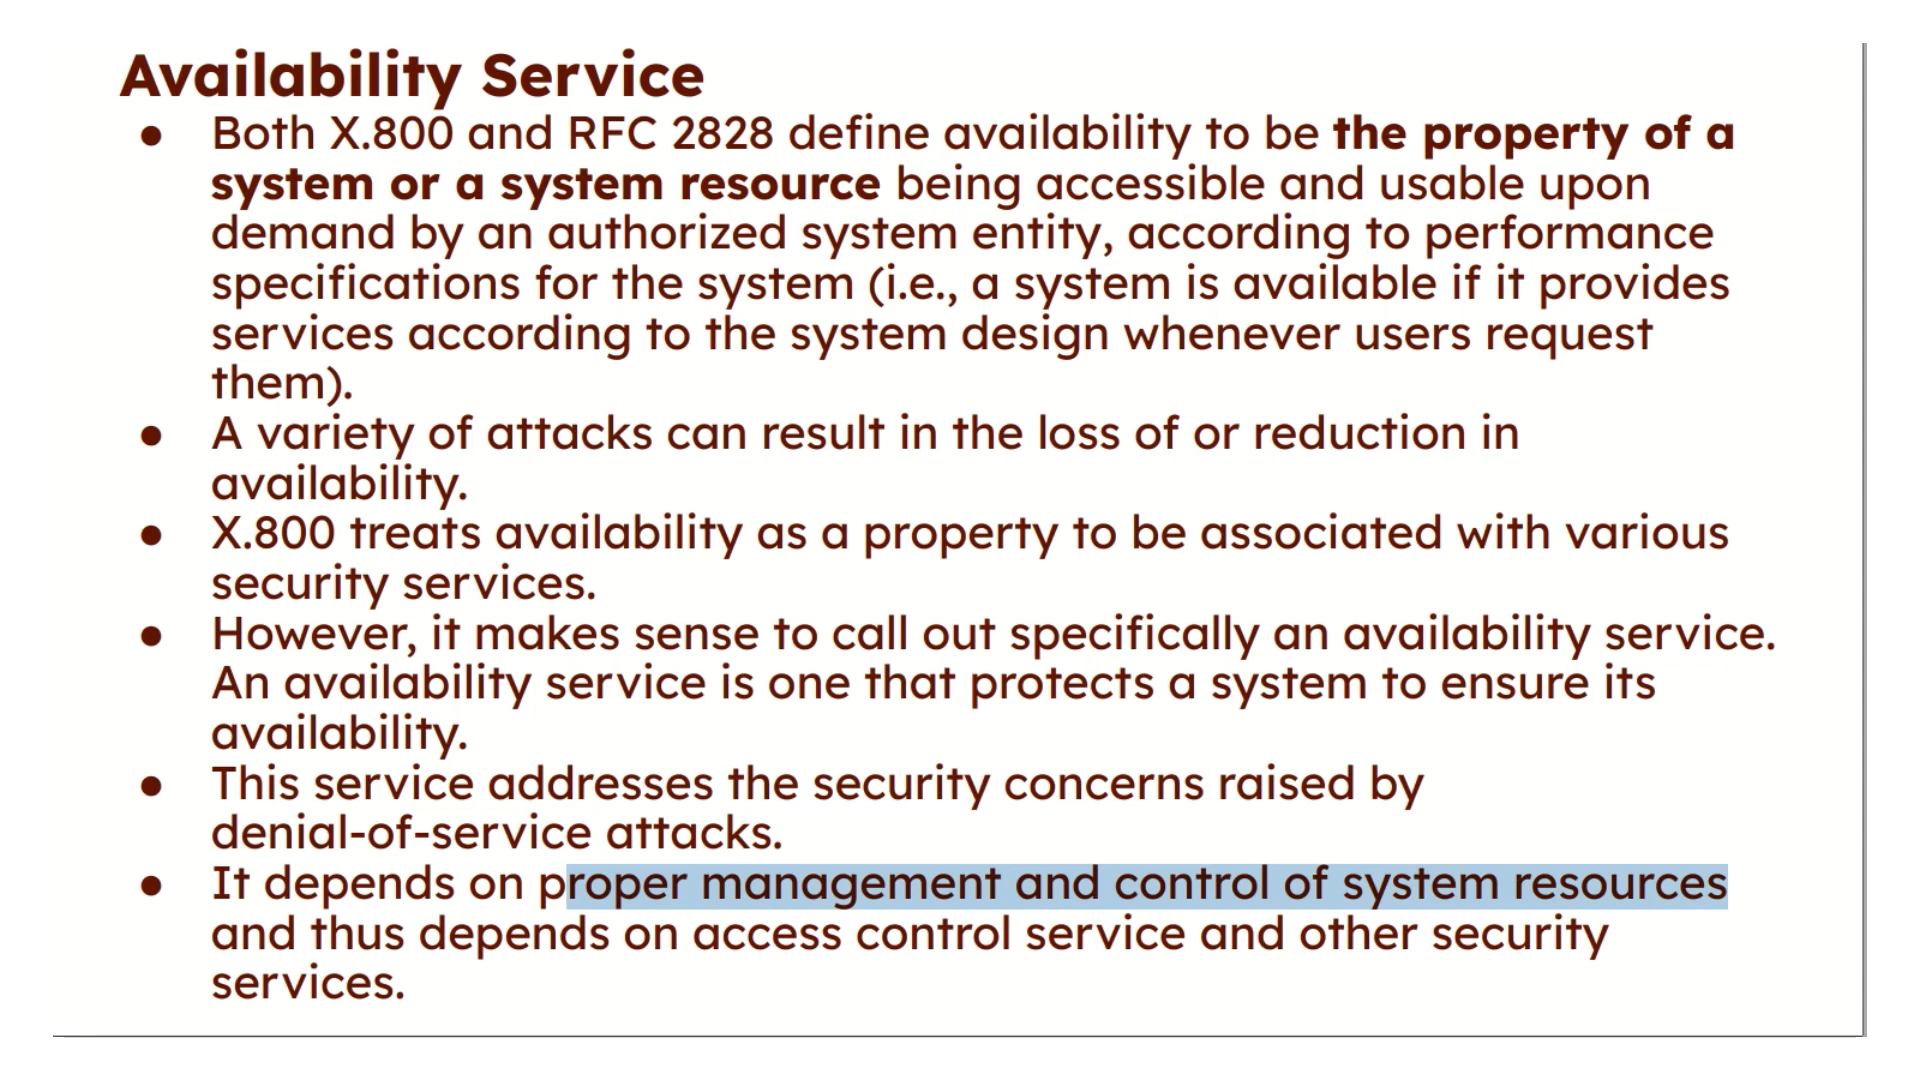 Availability Service
● Both X.800 and RFC 2828 define availability to be the property of a
system or a system resource being accessible and usable upon
demand by an authorized system entity, according to performance
specifications for the system (i.e., a system is available if it provides
services according to the system design whenever users request
them).
● A variety of attacks can result in the loss of or reduction in
availability.
● X.800 treats availability as a property to be associated with various
security services.
● However, it makes sense to call out specifically an availability service.
An availability service is one that protects a system to ensure its
availability.
● This service addresses the security concerns raised by
denial-of-service attacks.
● It depends on proper management and control of system resources
and thus depends on access control service and other security
services.